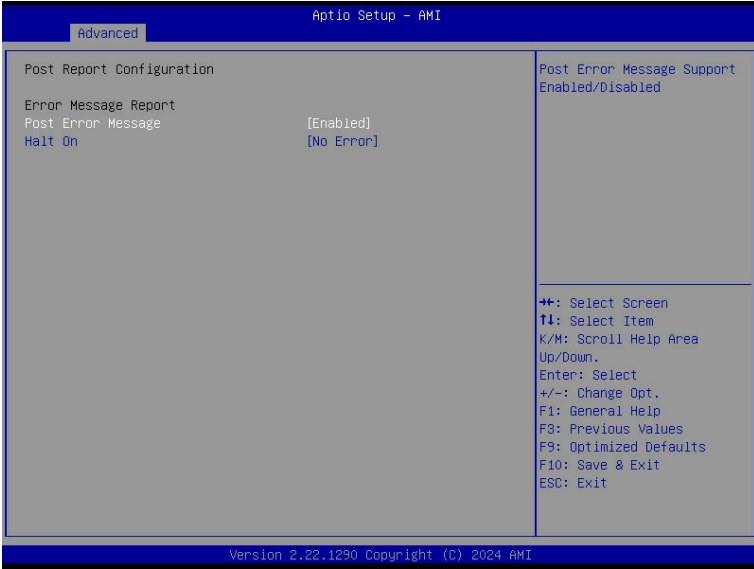 Aptio Setup – AMI
Advanced
Post Report Configuration
Error Message Report
Post Error Message [Enabled]
Halt On [No Error]
Post Error Message Support
Enabled/Disabled
→←: Select Screen
↑↓: Select Item
K/M: Scroll Help Area
Up/Down.
Enter: Select
+/-: Change Opt.
F1: General Help
F3: Previous Values
F9: Optimized Defaults
F10: Save & Exit
ESC: Exit
Version 2.22.1290 Copyright (C) 2024 AMI